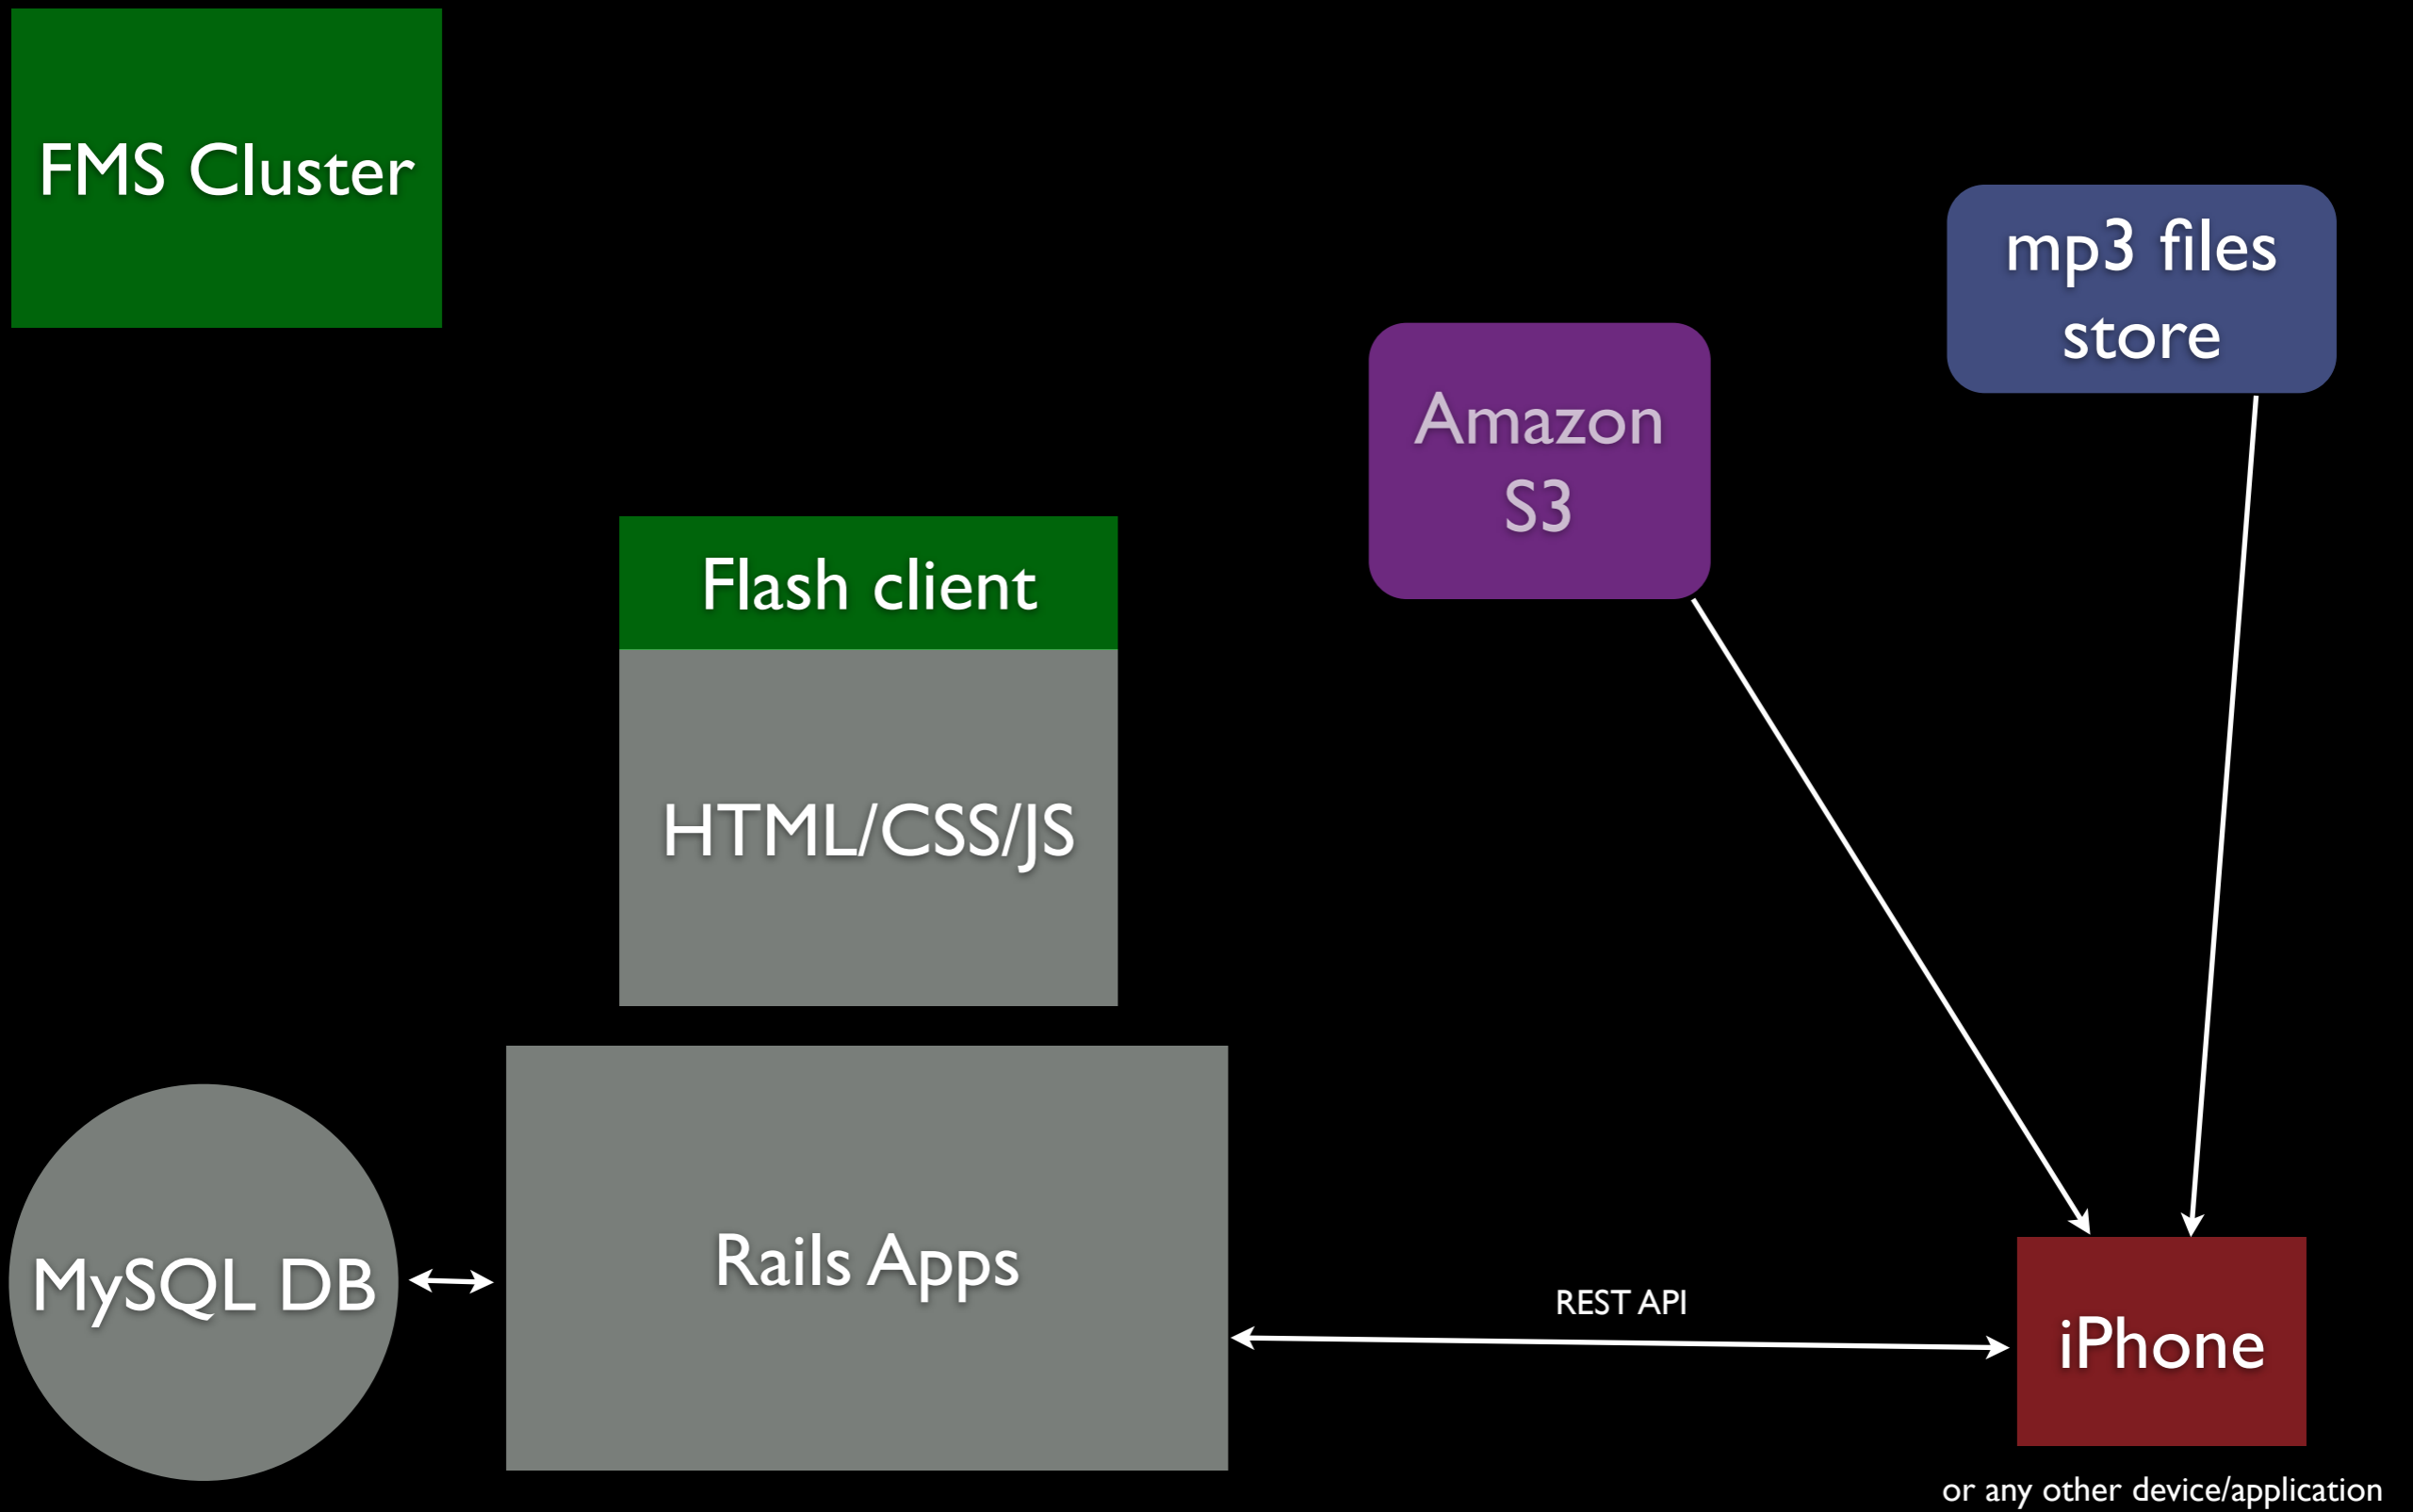 FMS Cluster
mp3 files
store
Amazon
S3
Flash client
HTML/CSS/JS
MySQL DB
Rails Apps
REST API
iPhone
or any other device/application